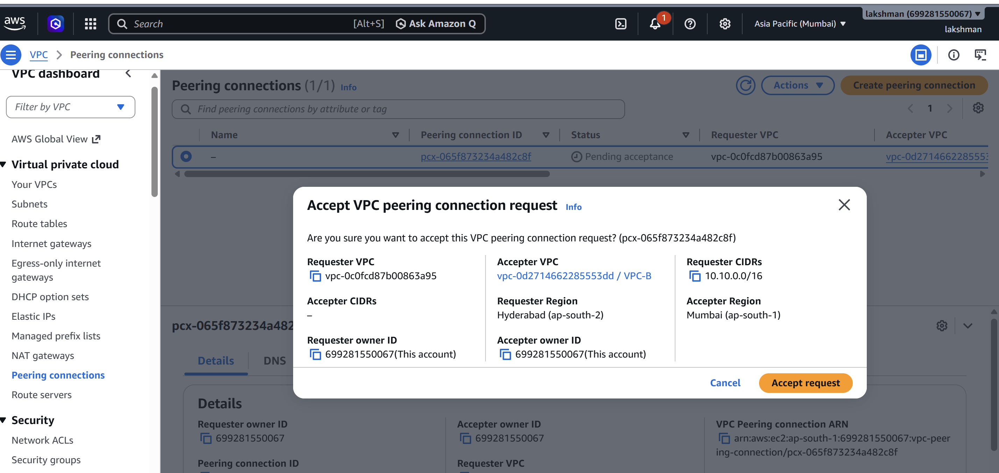 aws
Search
[Alt+S]
Ask Amazon Q
1
Asia Pacific (Mumbai)
lakshman (699281550067)
lakshman
VPC
Peering connections
VPC dashboard
Filter by VPC
AWS Global View
Virtual private cloud
Your VPCs
Subnets
Route tables
Internet gateways
Egress-only internet
gateways
DHCP option sets
Elastic IPs
Managed prefix lists
NAT gateways
Peering connections
Route servers
Security
Network ACLs
Security groups
Peering connections (1/1) Info
Actions
Create peering connection
Find peering connections by attribute or tag
1
Name
Peering connection ID
Status
Requester VPC
Accepter VPC
–
pcx-065f873234a482c8f
Pending acceptance
vpc-0c0fcd87b00863a95
vpc-0d2714662285553
Accept VPC peering connection request Info
Are you sure you want to accept this VPC peering connection request? (pcx-065f873234a482c8f)
Requester VPC
vpc-0c0fcd87b00863a95
Accepter VPC
vpc-0d2714662285553dd / VPC-B
Requester CIDRs
10.10.0.0/16
Accepter CIDRs
–
Requester Region
Hyderabad (ap-south-2)
Accepter Region
Mumbai (ap-south-1)
Requester owner ID
699281550067(This account)
Accepter owner ID
699281550067(This account)
Cancel
Accept request
pcx-065f873234a482
Details
DNS
Details
Requester owner ID
699281550067
Accepter owner ID
699281550067
VPC Peering connection ARN
arn:aws:ec2:ap-south-1:699281550067:vpc-peer
ing-connection/pcx-065f873234a482c8f
Peering connection ID
Requester VPC